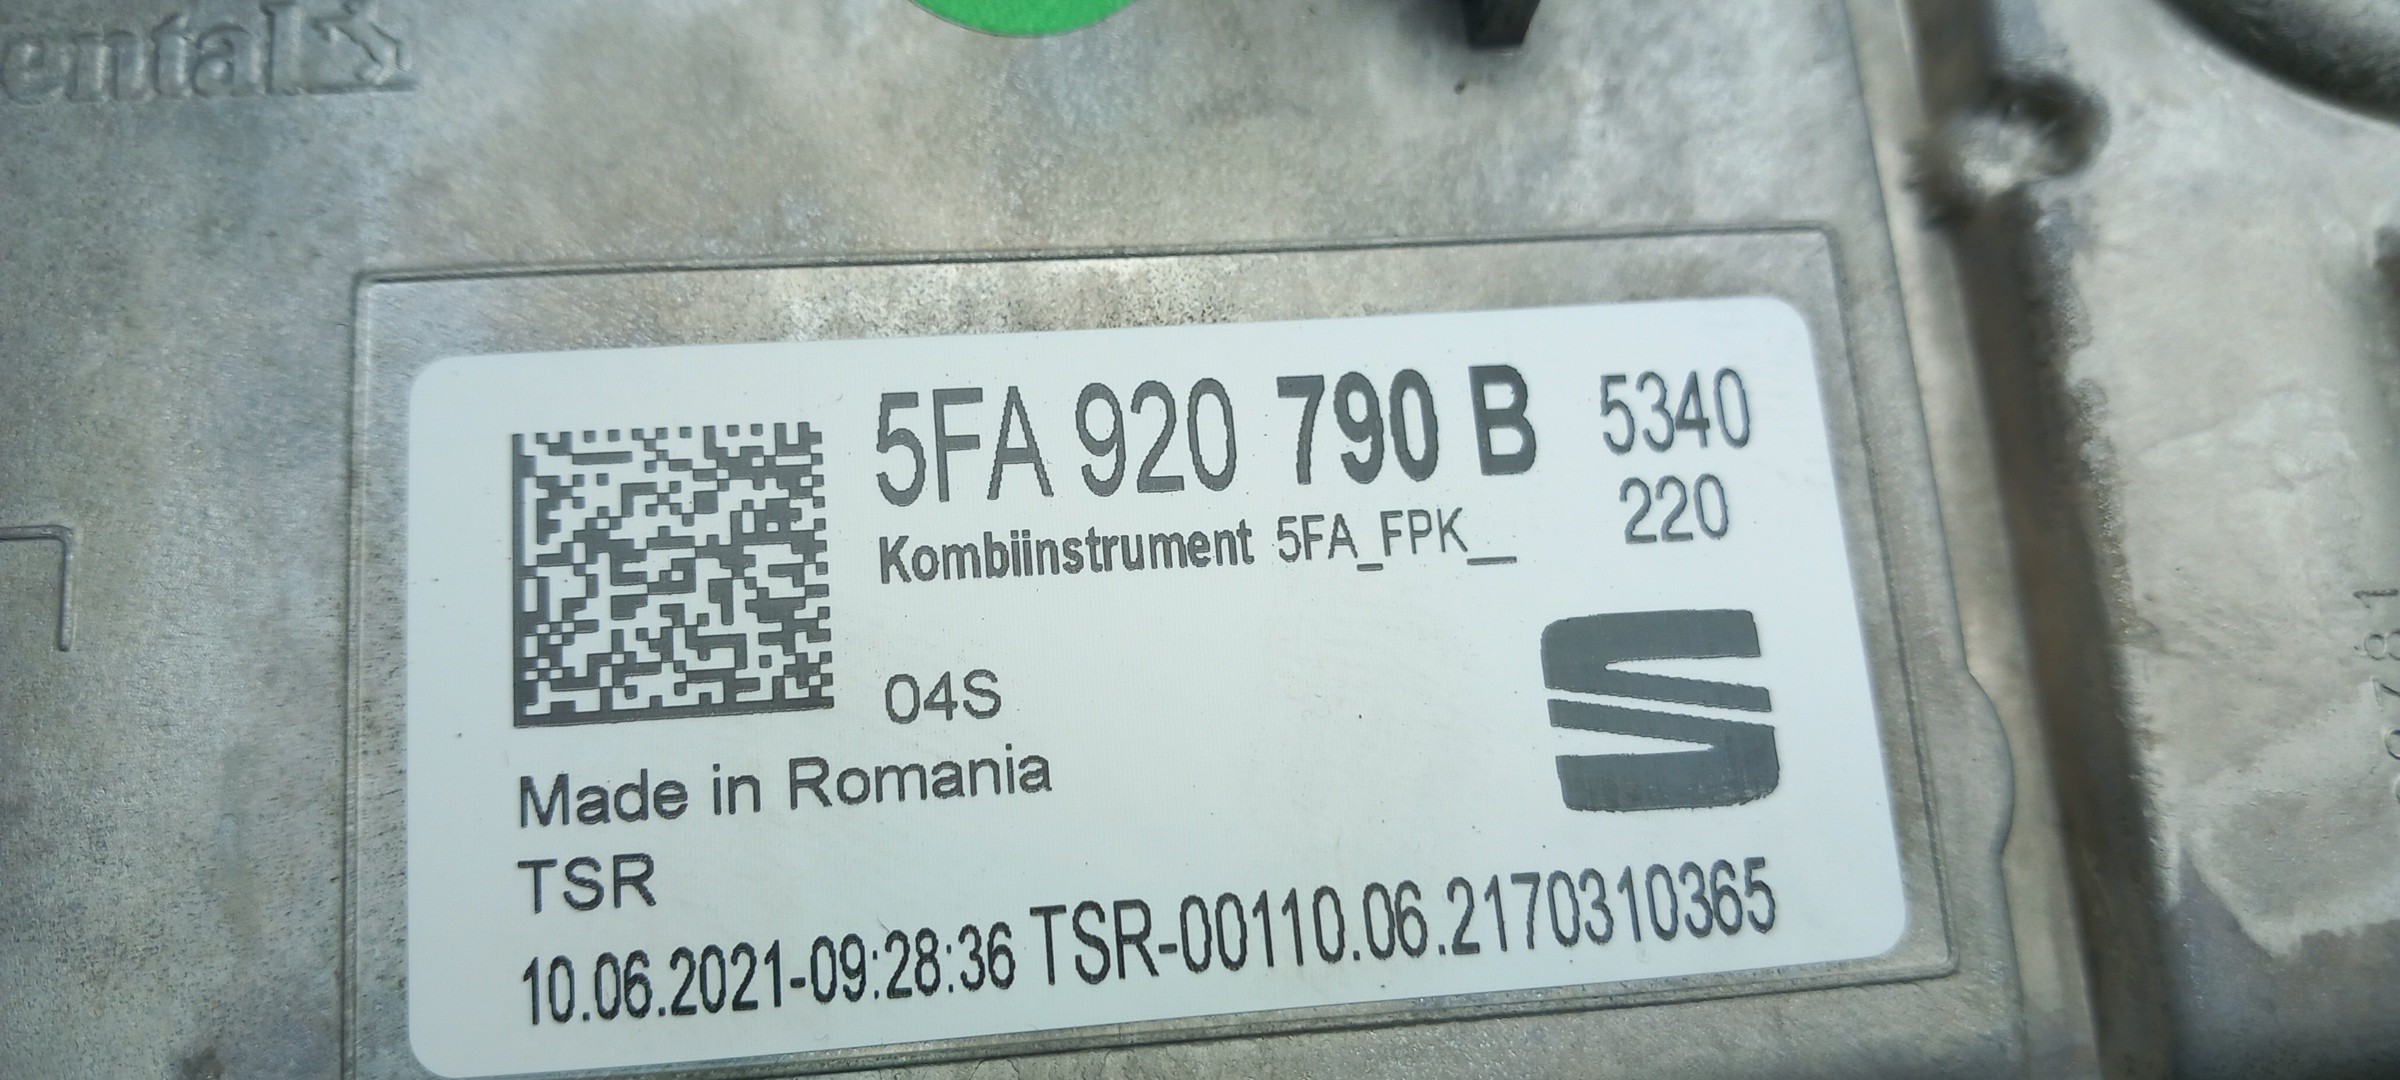 ental
5FA 920 790 B 5340
220
Kombiinstrument 5FA_FPK__
04S
Made in Romania
TSR
10.06.2021-09:28:36 TSR-00110.06.2170310365